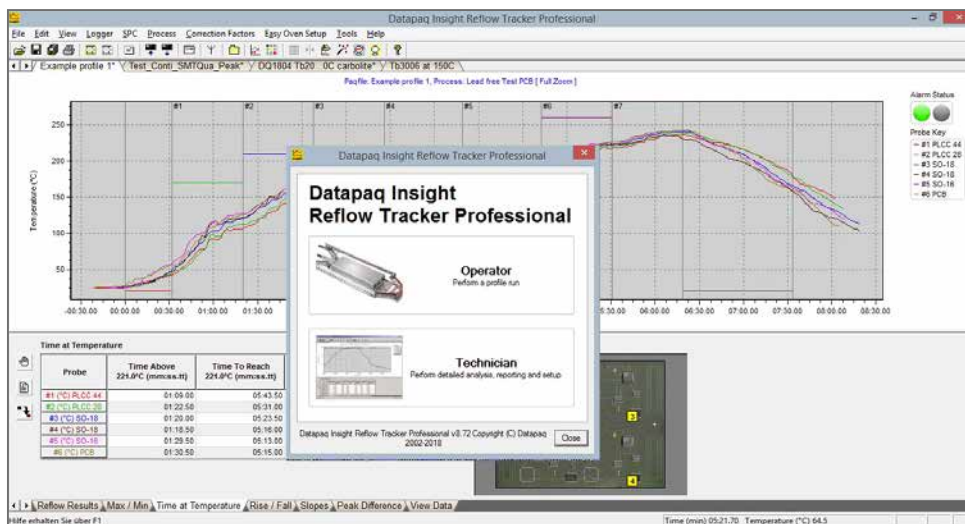 Datapaq Insight Reflow Tracker Professional
File Edit View Logger SPC Process Correction Factors Easy Oven Setup Tools Help
Example profile 1* Test_Conti_SMTQua_Peak* DQ1804 Tb20...0C carbolite* Tb3006 at 150C
Paqfile: Example profile 1, Process: Lead free Test PCB [ Full Zoom ]
#1 #2 #3 #4 #5 #6 #7
Alarm Status
Probe Key
#1 PLCC 44
#2 PLCC 28
#3 SO-18
#4 SO-18
#5 SO-16
#6 PCB
Temperature (°C)
250
200
150
100
50
-00:30.00 00:00.00 00:30.00 01:00.00 01:30.00 5:30.00 06:00.00 06:30.00 07:00.00 07:30.00 08:00.00 08:30.00
Datapaq Insight Reflow Tracker Professional
Datapaq Insight
Reflow Tracker Professional
Operator
Perform a profile run
Technician
Perform detailed analysis, reporting and setup
Datapaq Insight Reflow Tracker Professional v8.72 Copyright (C) Datapaq
2002-2018
Close
Time at Temperature
Probe Time Above 221.0°C (mm:ss.tt) Time To Reach 221.0°C (mm:ss.tt)
#1 (°C) PLCC 44 01:09.00 05:43.50
#2 (°C) PLCC 28 01:22.50 05:31.00
#3 (°C) SO-18 01:20.00 05:23.50
#4 (°C) SO-18 01:18.50 05:16.00
#5 (°C) SO-16 01:29.50 05:13.00
#6 (°C) PCB 01:30.50 05:15.00
3
4
Reflow Results Max / Min Time at Temperature Rise / Fall Slopes Peak Difference View Data
Hilfe erhalten Sie über F1
Time (min) 05:21.70 Temperature (°C) 64.5